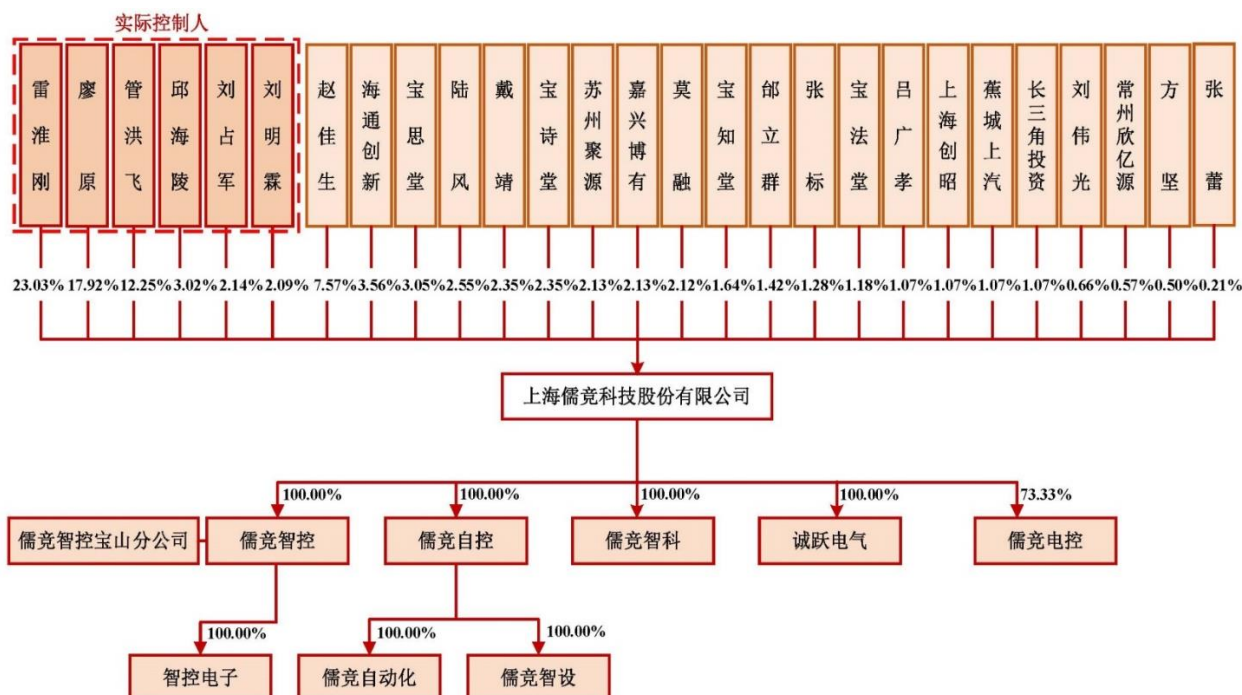 实际控制人
雷淮刚
廖原
管洪飞
邱海陵
刘占军
刘明霖
赵佳生
海通创新
宝思堂
陆风
戴靖
宝诗堂
苏州聚源
嘉兴博有
莫融
宝知堂
邰立群
张标
宝法堂
吕广孝
上海创昭
蕉城上汽
长三角投资
刘伟光
常州欣亿源
方坚
张蕾
23.03% 17.92% 12.25% 3.02% 2.14% 2.09% 7.57% 3.56% 3.05% 2.55% 2.35% 2.35% 2.13% 2.13% 2.12% 1.64% 1.42% 1.28% 1.18% 1.07% 1.07% 1.07% 1.07% 0.66% 0.57% 0.50% 0.21%
上海儒竞科技股份有限公司
100.00% 100.00% 100.00% 100.00% 73.33%
儒竞智控宝山分公司 儒竞智控 儒竞自控 儒竞智科 诚跃电气 儒竞电控
100.00% 100.00% 100.00%
智控电子 儒竞自动化 儒竞智设